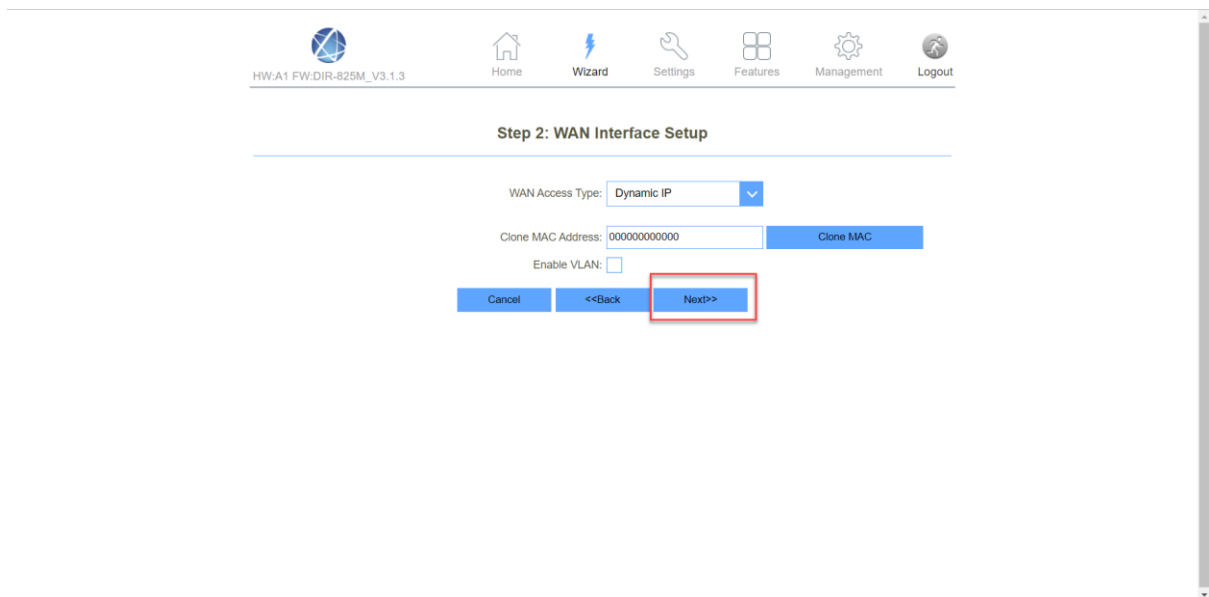 HW:A1 FW:DIR-825M_V3.1.3
Home Wizard Settings Features Management Logout
Step 2: WAN Interface Setup
WAN Access Type: Dynamic IP
Clone MAC Address: 000000000000 Clone MAC
Enable VLAN:
Cancel <<Back Next>>